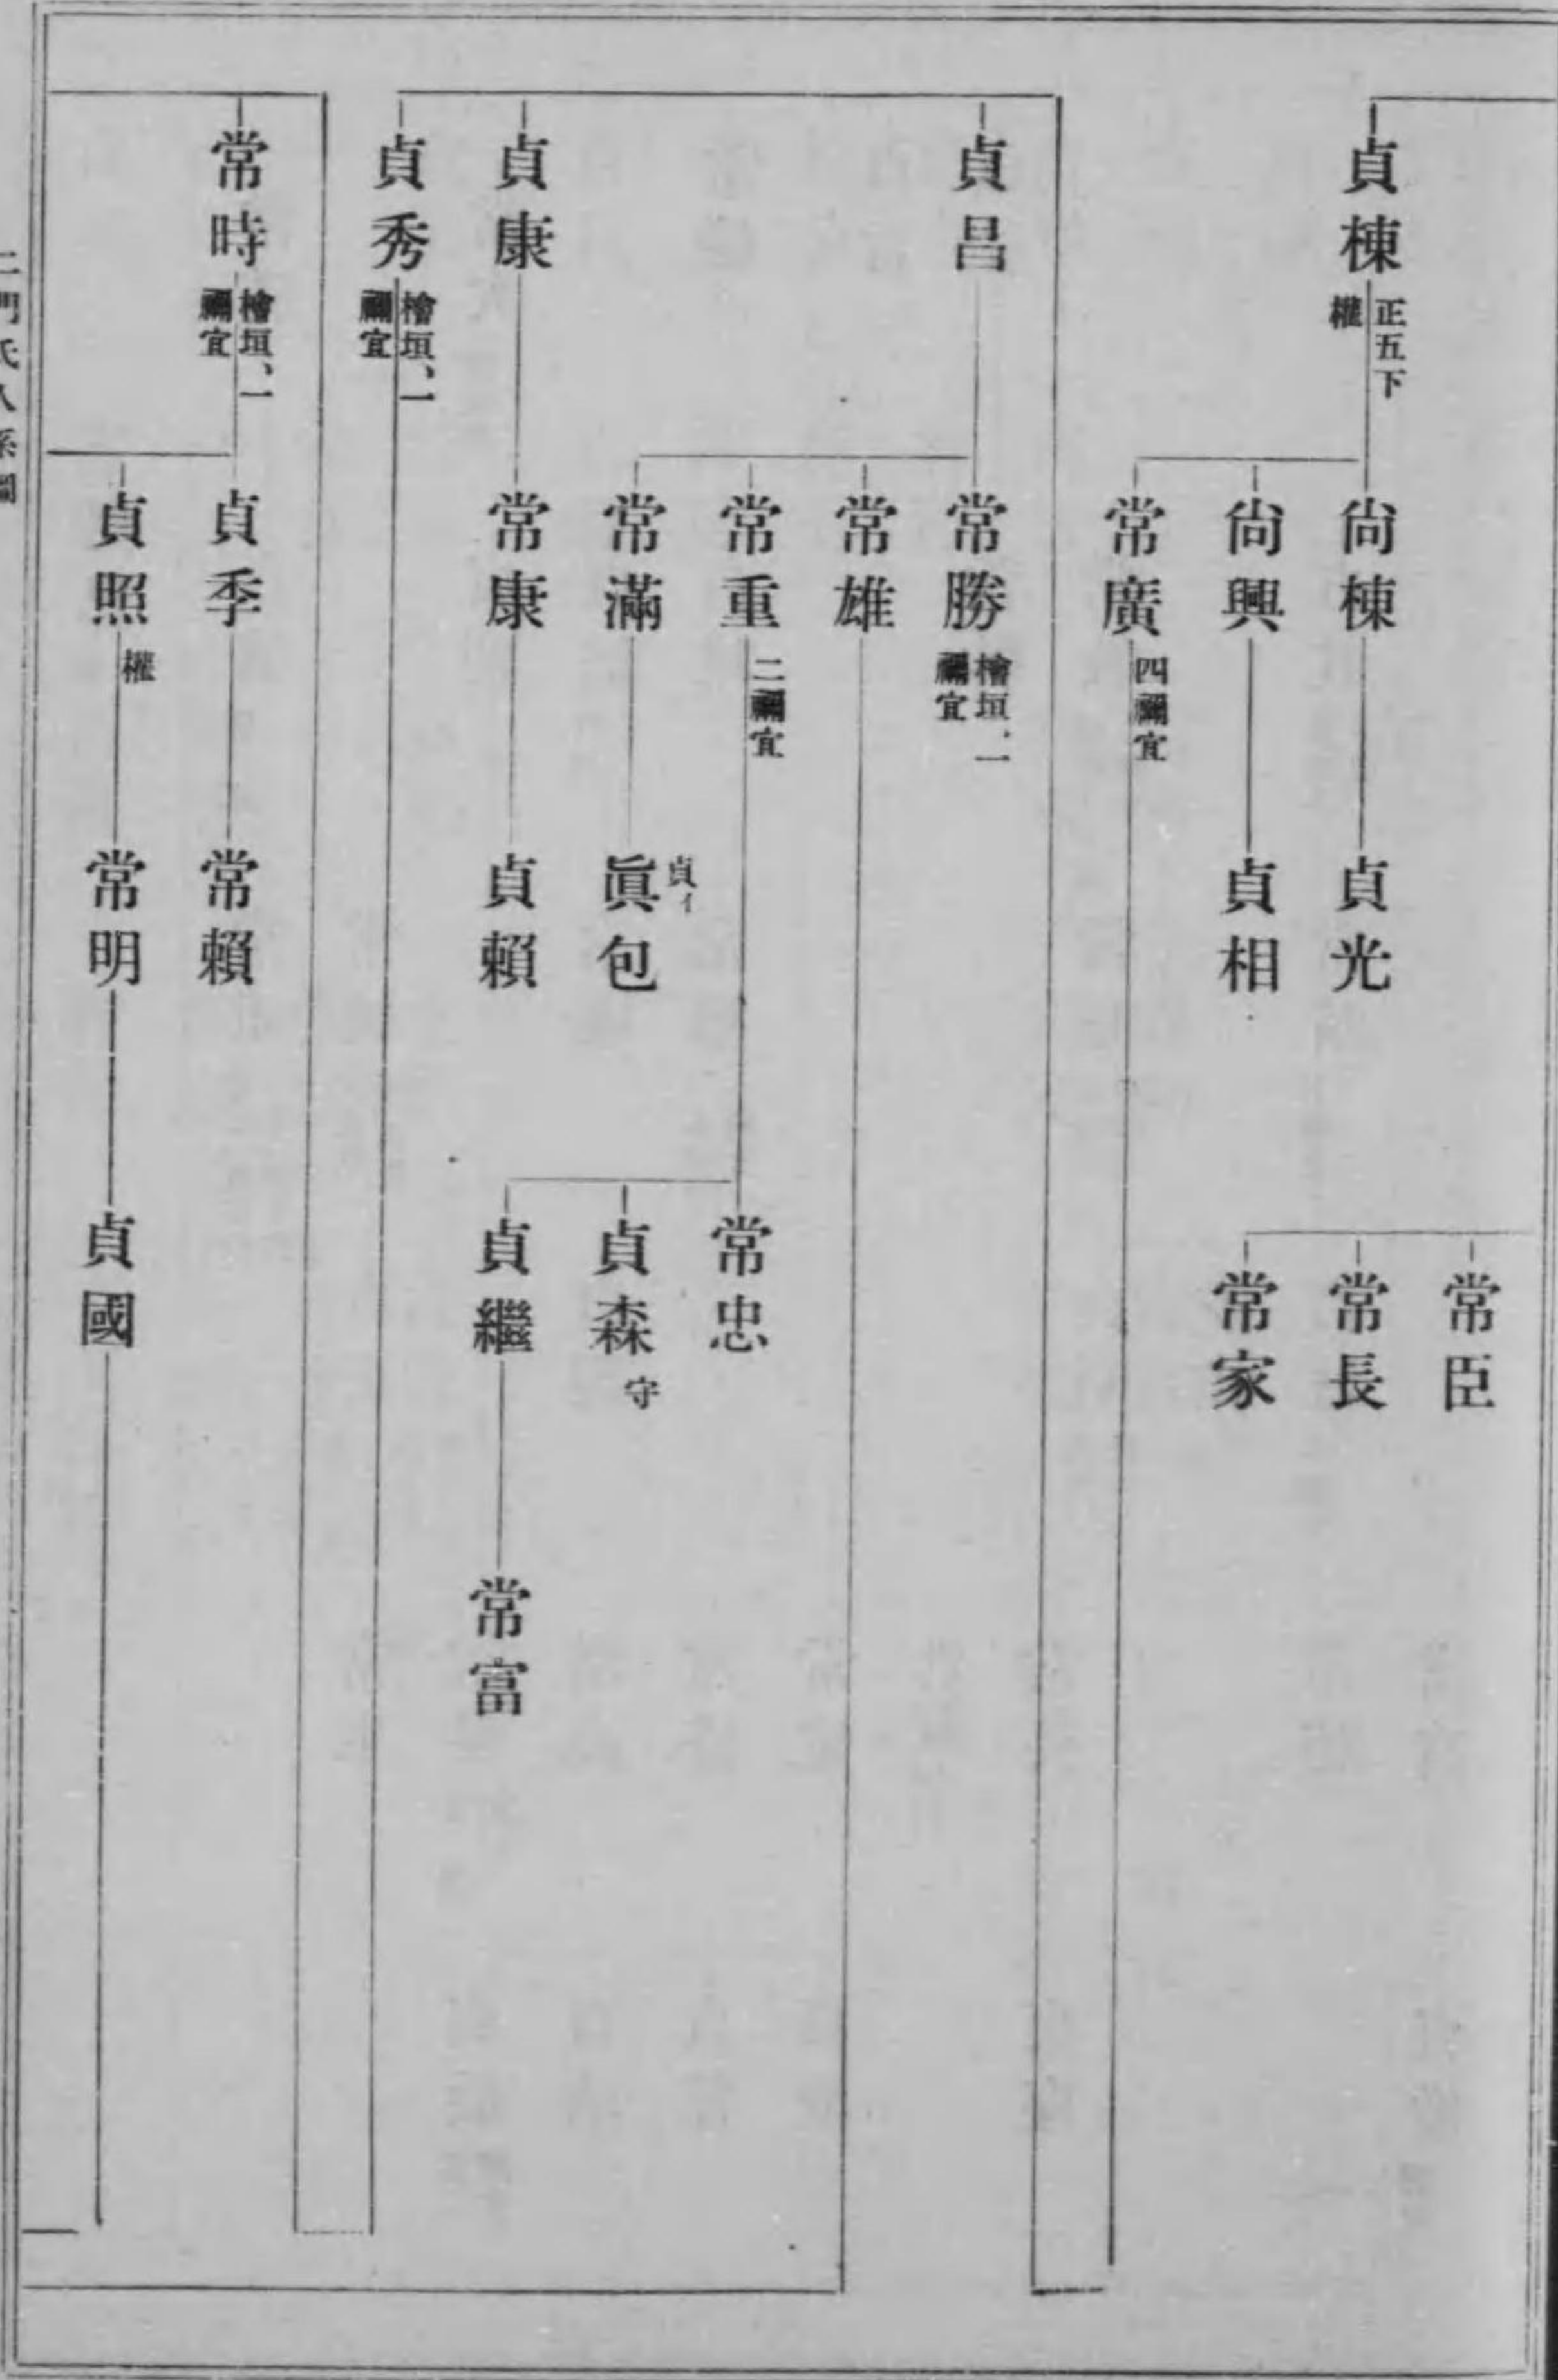 貞棟 正五下 權
尙棟
貞光
尙興
貞相
常廣 四禰宜
常臣
常長
常家
貞昌
常勝 檜垣、一禰宜
常雄
常重 二禰宜
常忠
貞森 守
貞繼
常富
常滿
眞包 貞イ
貞康
常康
貞賴
貞秀 檜垣、一禰宜
常時 檜垣、一禰宜
貞季
常賴
貞照 權
常明
貞國
二門氏人系圖